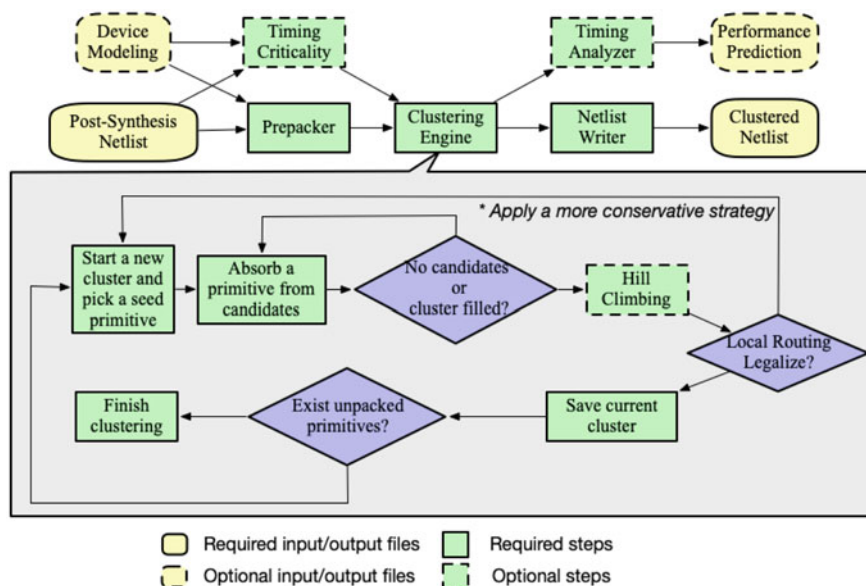 Device
Modeling
Timing
Criticality
Timing
Analyzer
Performance
Prediction
Post-Synthesis
Netlist
Prepacker
Clustering
Engine
Netlist
Writer
Clustered
Netlist
* Apply a more conservative strategy
Start a new
cluster and
pick a seed
primitive
Absorb a
primitive from
candidates
No candidates
or
cluster filled?
Hill
Climbing
Local Routing
Legalize?
Finish
clustering
Exist unpacked
primitives?
Save current
cluster
Required input/output files
Required steps
Optional input/output files
Optional steps